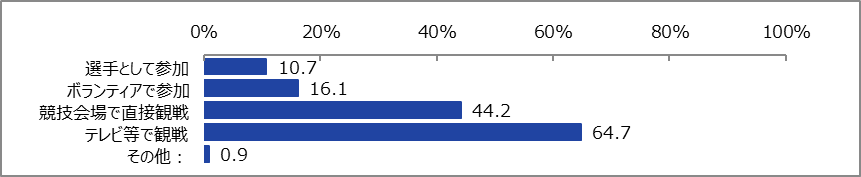 0% 20% 40% 60% 80% 100%
選手として参加 10.7
ボランティアで参加 16.1
競技会場で直接観戦 44.2
テレビ等で観戦 64.7
その他： 0.9